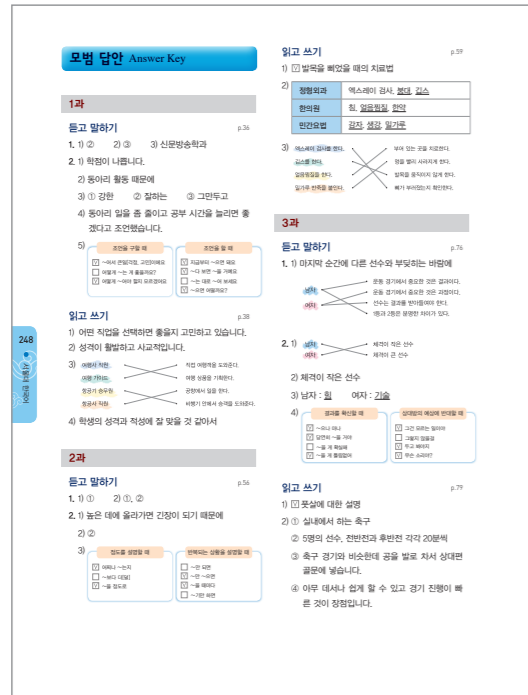 모범 답안 Answer Key
1과
듣고 말하기 p.36
1. 1) ② 2) ③ 3) 신문방송학과
2. 1) 학점이 나쁩니다.
2) 동아리 활동 때문에
3) ① 강한 ② 잘하는 ③ 그만두고
4) 동아리 일을 좀 줄이고 공부 시간을 늘리면 좋
겠다고 조언했습니다.
5) 조언을 구할 때
☑ ~어서 큰일[걱정, 고민]이에요
☐ 어떻게 ~는 게 좋을까요?
☑ 어떻게 ~어야 할지 모르겠어요
조언을 할 때
☑ 지금부터 ~으면 돼요
☑ ~다 보면 ~을 거예요
☐ ~는 대로 ~어 보세요
☑ ~으면 어떨까요?
읽고 쓰기 p.38
1) 어떤 직업을 선택하면 좋을지 고민하고 있습니다.
2) 성격이 활발하고 사교적입니다.
3) 여행사 직원 직접 여행객을 도와준다.
여행 가이드 여행 상품을 기획한다.
항공기 승무원 공항에서 일을 한다.
항공사 직원 비행기 안에서 승객을 도와준다.
4) 학생의 성격과 적성에 잘 맞을 것 같아서
2과
듣고 말하기 p.56
1. 1) ① 2) ①, ②
2. 1) 높은 데에 올라가면 긴장이 되기 때문에
2) ②
3) 정도를 설명할 때
☑ 어찌나 ~는지
☐ ~보다 더[덜]
☑ ~을 정도로
반복되는 상황을 설명할 때
☐ ~만 되면
☑ ~만 ~으면
☑ ~을 때마다
☐ ~기만 하면
읽고 쓰기 p.59
1) ☑ 발목을 삐었을 때의 치료법
2) 정형외과 엑스레이 검사, 붕대, 깁스
한의원 침, 얼음찜질, 한약
민간요법 감자, 생강, 밀가루
3) 엑스레이 검사를 한다. 부어 있는 곳을 치료한다.
깁스를 한다. 멍을 빨리 사라지게 한다.
얼음찜질을 한다. 발목을 움직이지 않게 한다.
밀가루 반죽을 붙인다. 뼈가 부러졌는지 확인한다.
3과
듣고 말하기 p.76
1. 1) 마지막 순간에 다른 선수와 부딪히는 바람에
남자
여자
운동 경기에서 중요한 것은 결과이다.
운동 경기에서 중요한 것은 과정이다.
선수는 결과를 받아들여야 한다.
1등과 2등은 분명한 차이가 있다.
2. 1) 남자 체격이 작은 선수
여자 체격이 큰 선수
2) 체격이 작은 선수
3) 남자 : 힘 여자 : 기술
4) 결과를 확신할 때
☑ ~으나 마나
☑ 당연히 ~을 거야
☐ ~을 게 확실해
☑ ~을 게 틀림없어
상대방의 예상에 반대할 때
☑ 그건 모르는 일이야
☐ 그렇지 않을걸
☑ 두고 봐야지
☑ 무슨 소리야?
읽고 쓰기 p.79
1) ☑ 풋살에 대한 설명
2) ① 실내에서 하는 축구
② 5명의 선수, 전반전과 후반전 각각 20분씩
③ 축구 경기와 비슷한데 공을 발로 차서 상대편
골문에 넣습니다.
④ 아무 데서나 쉽게 할 수 있고 경기 진행이 빠
른 것이 장점입니다.
248
서울대 한국어